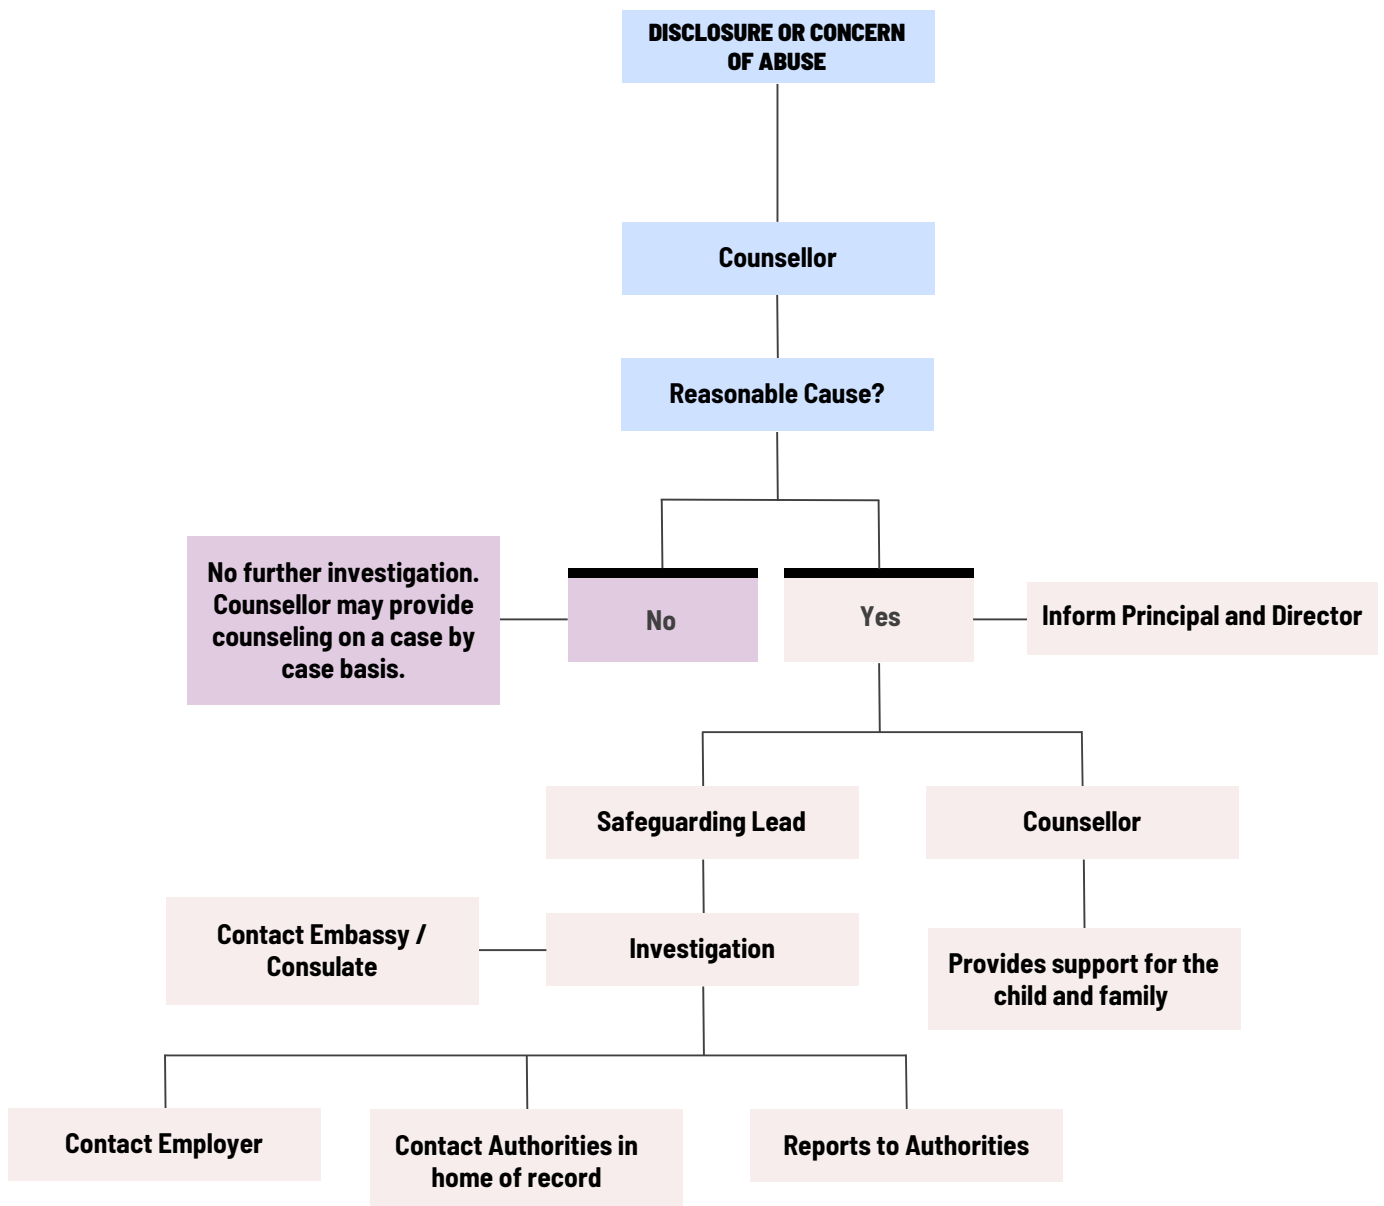 DISCLOSURE OR CONCERN
OF ABUSE
Counsellor
Reasonable Cause?
No further investigation.
Counsellor may provide
counseling on a case by
case basis.
No
Yes
Inform Principal and Director
Safeguarding Lead
Counsellor
Contact Embassy /
Consulate
Investigation
Provides support for the
child and family
Contact Employer
Contact Authorities in
home of record
Reports to Authorities